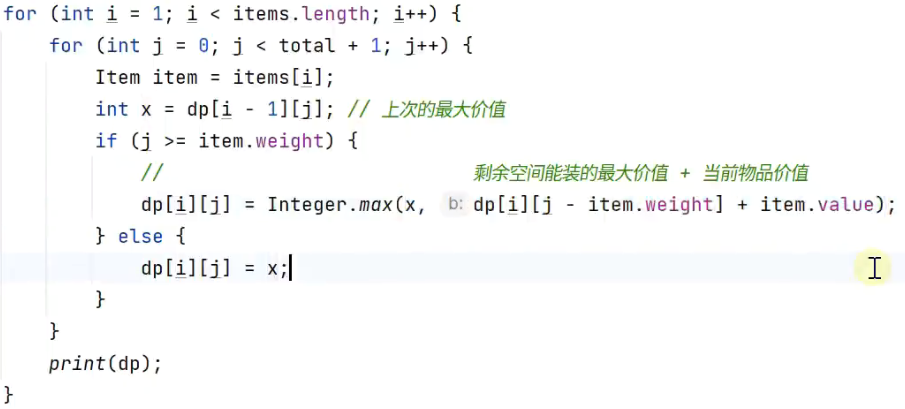 for (int i = 1; i < items.length; i++) {
    for (int j = 0; j < total + 1; j++) {
        Item item = items[i];
        int x = dp[i - 1][j]; // 上次的最大价值
        if (j >= item.weight) {
            //                           剩余空间能装的最大价值 + 当前物品价值
            dp[i][j] = Integer.max(x, b: dp[i][j - item.weight] + item.value);
        } else {
            dp[i][j] = x;
        }
    }
    print(dp);
}